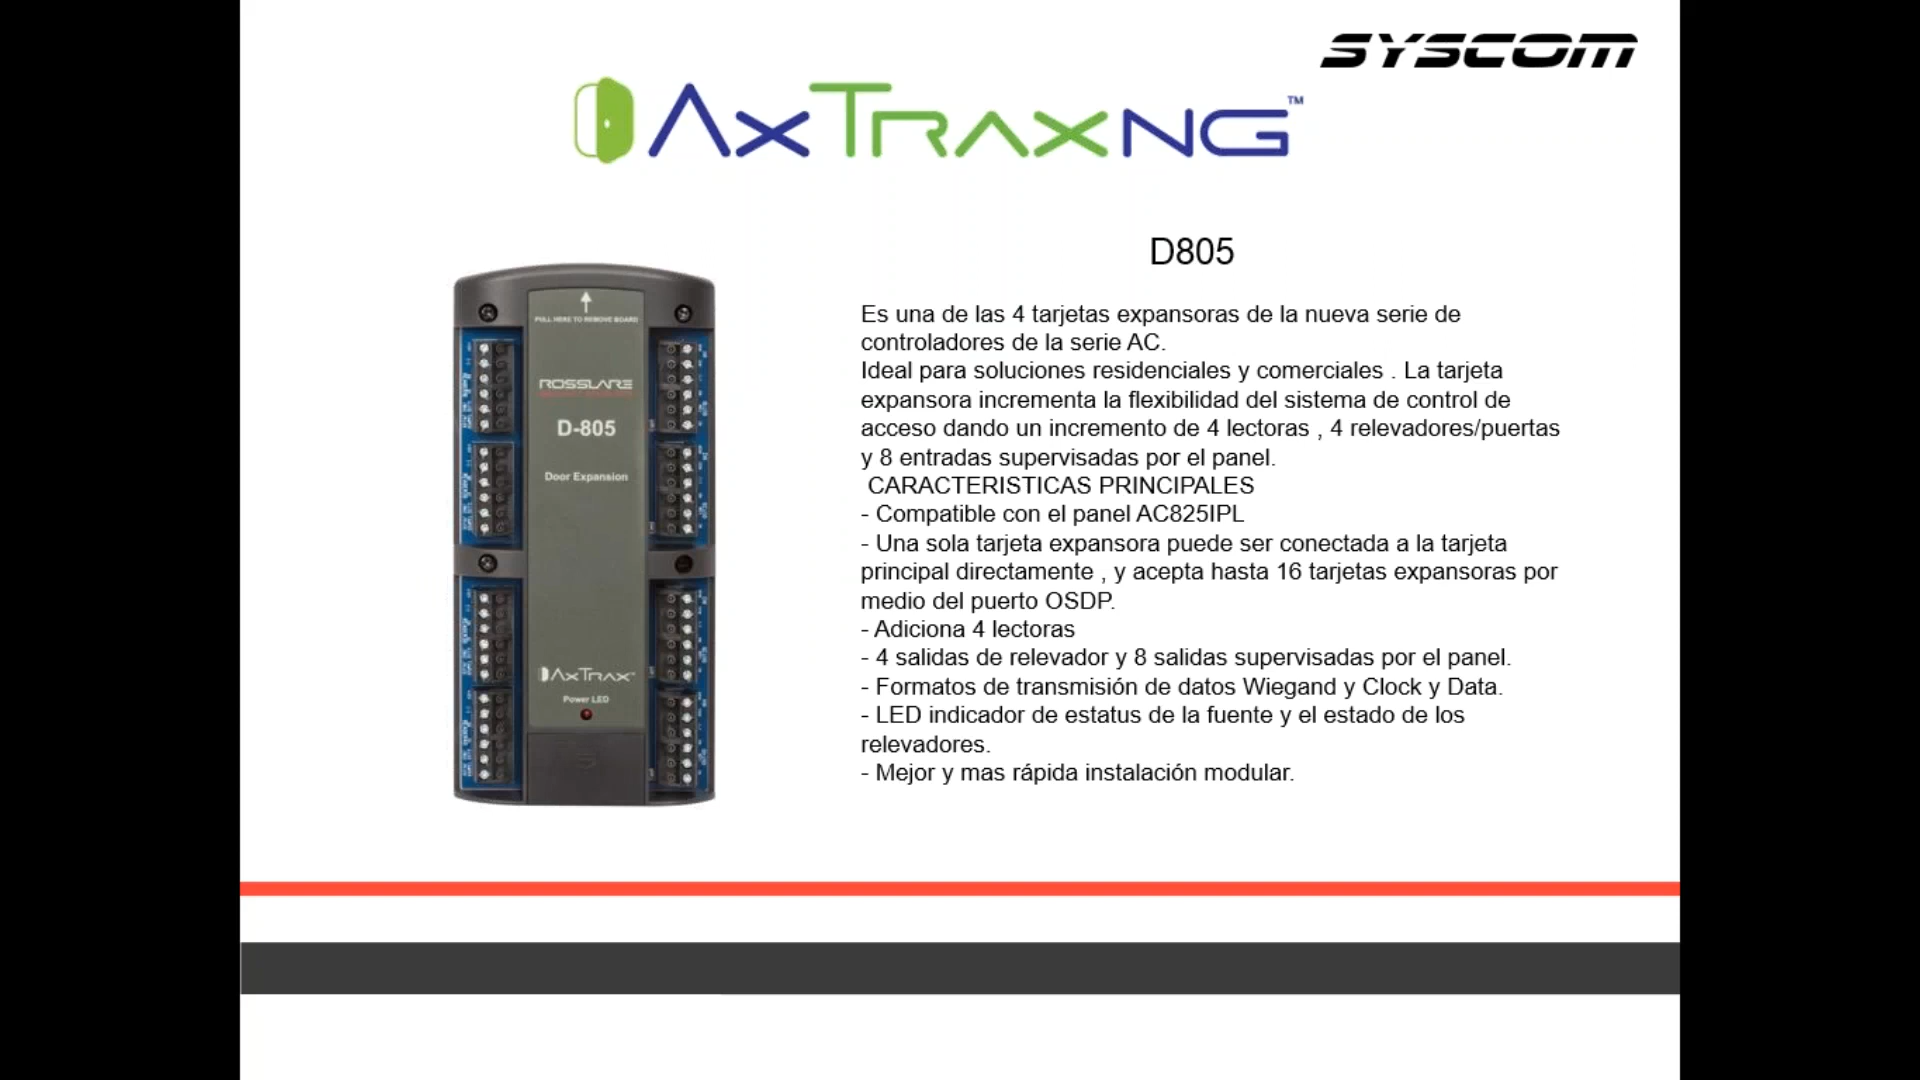 SYSCOM
AXTRAXNG™
D805
PULL HERE TO REMOVE BOARD
ROSSLARE
D-805
Door Expansion
AXTRAX™
Power LED
Es una de las 4 tarjetas expansoras de la nueva serie de
controladores de la serie AC.
Ideal para soluciones residenciales y comerciales . La tarjeta
expansora incrementa la flexibilidad del sistema de control de
acceso dando un incremento de 4 lectoras , 4 relevadores/puertas
y 8 entradas supervisadas por el panel.
CARACTERISTICAS PRINCIPALES
- Compatible con el panel AC825IPL
- Una sola tarjeta expansora puede ser conectada a la tarjeta
principal directamente , y acepta hasta 16 tarjetas expansoras por
medio del puerto OSDP.
- Adiciona 4 lectoras
- 4 salidas de relevador y 8 salidas supervisadas por el panel.
- Formatos de transmisión de datos Wiegand y Clock y Data.
- LED indicador de estatus de la fuente y el estado de los
relevadores.
- Mejor y mas rápida instalación modular.